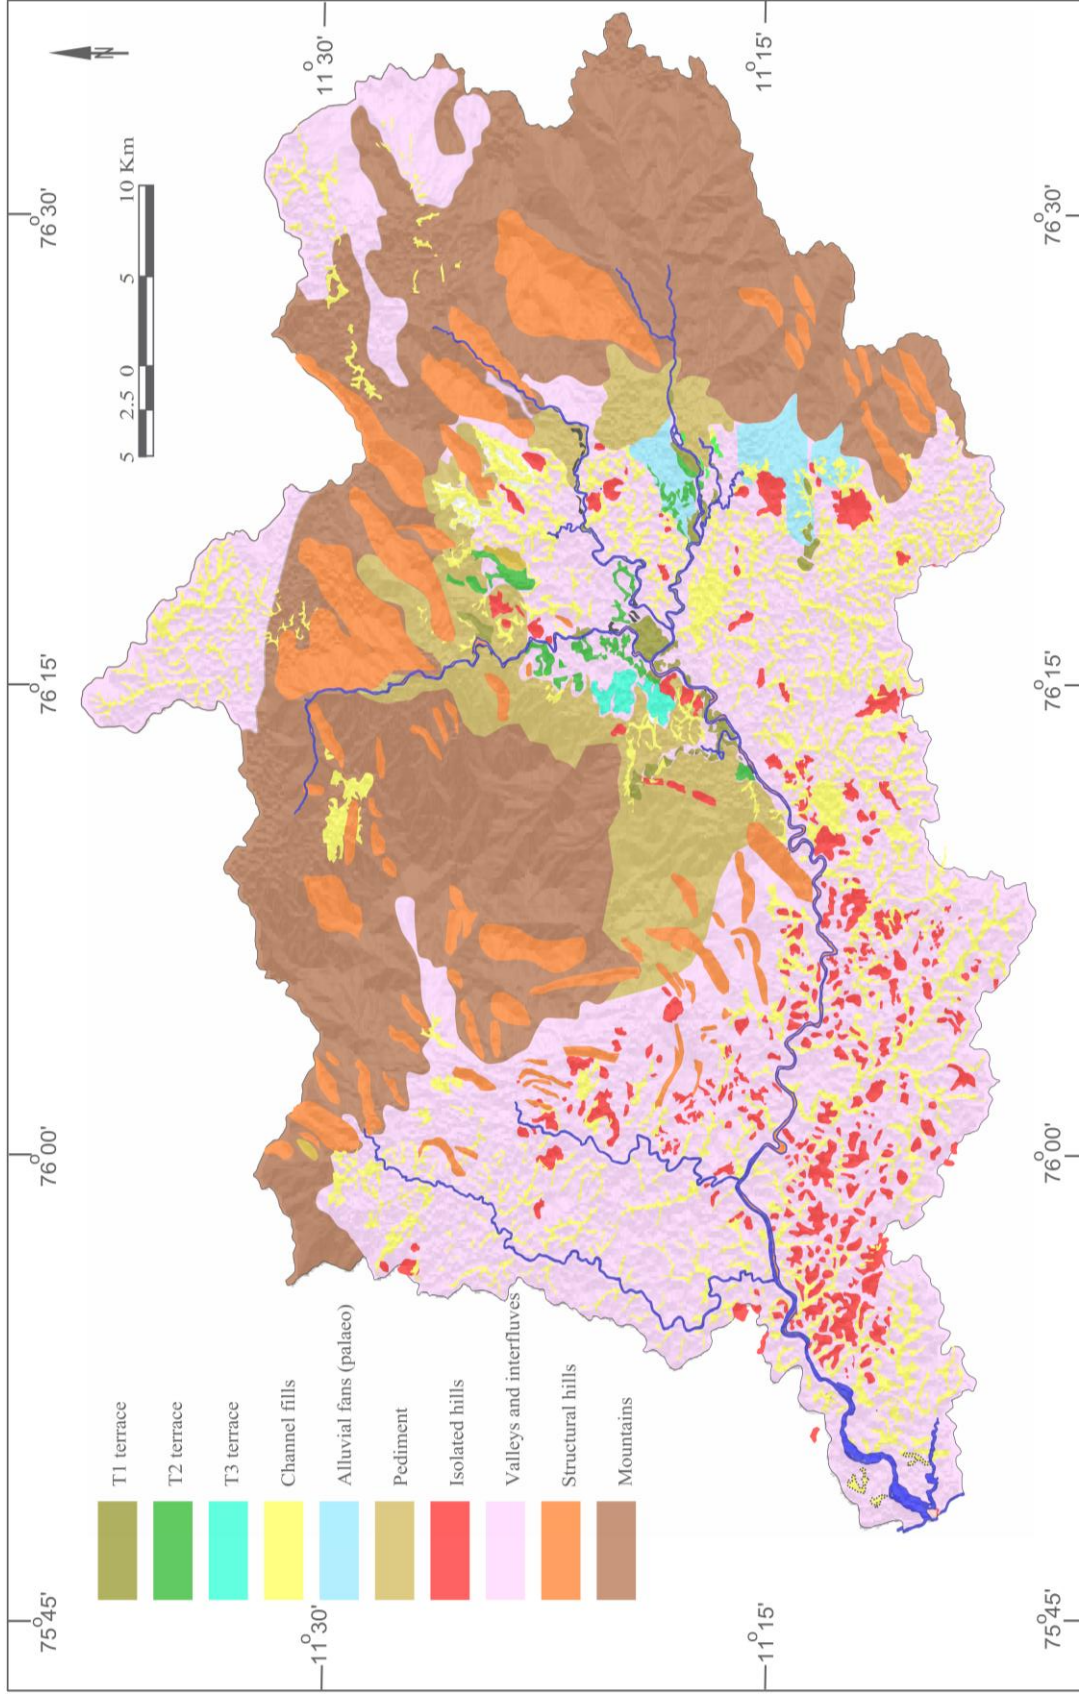 75°45'
76°00'
76°15'
76°30'
N
5 2.5 0 5 10 Km
T1 terrace
T2 terrace
T3 terrace
Channel fills
Alluvial fans (palaeo)
Pediment
Isolated hills
Valleys and interfluves
Structural hills
Mountains
11°30'
11°30'
11°15'
11°15'
75°45'
76°00'
76°15'
76°30'